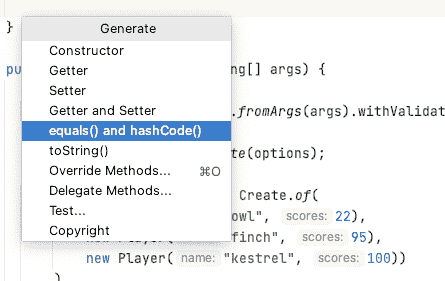 }
Generate
Constructor
pu ng[] args) {
Getter
Setter
Getter and Setter .fromArgs(args).withValidat
equals() and hashCode()
toString() te(options);
Override Methods... ⌘O
Delegate Methods... Create.of(
Test... owl", scores: 22),
Copyright finch", scores: 95),
new Player( name: "kestrel", scores: 100))
)